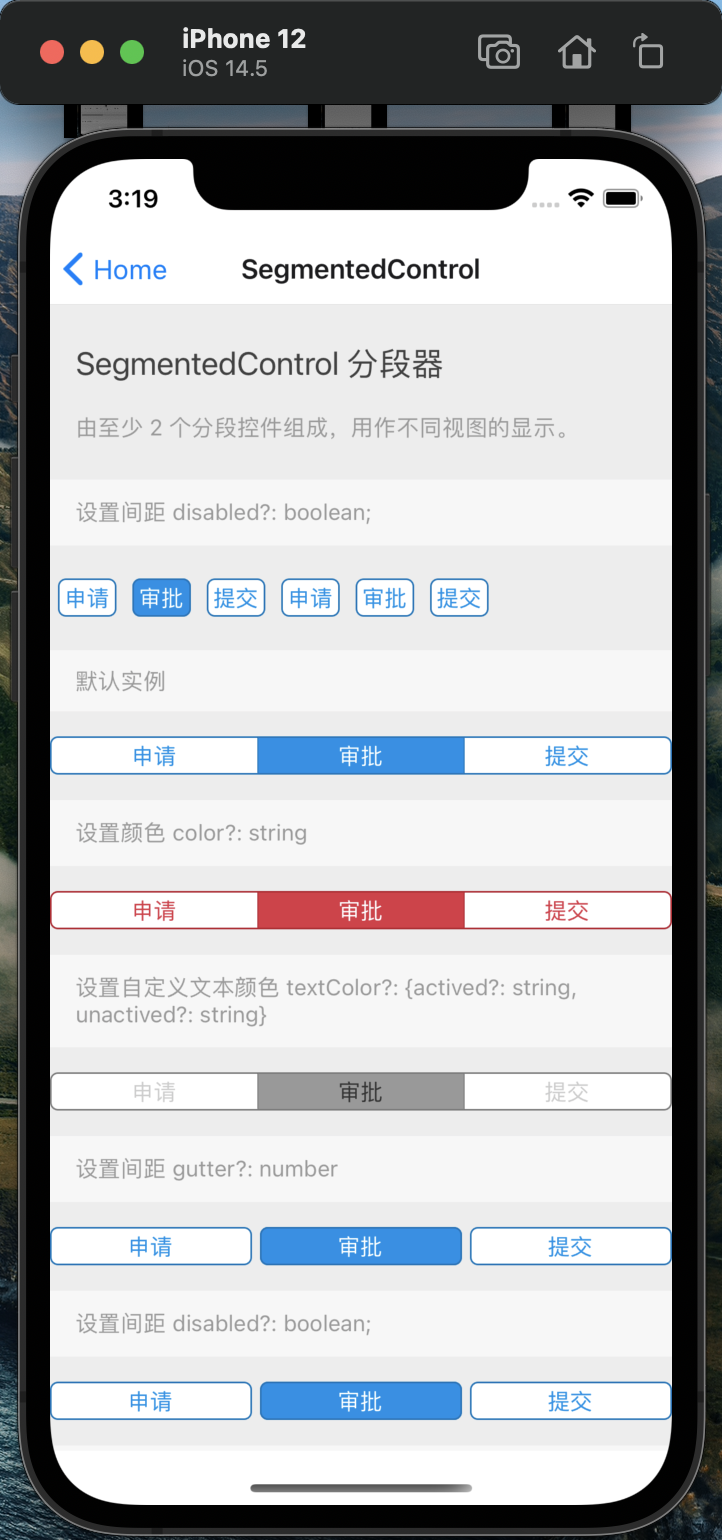 iPhone 12
iOS 14.5
3:19
Home SegmentedControl
SegmentedControl 分段器
由至少 2 个分段控件组成，用作不同视图的显示。
设置间距 disabled?: boolean;
申请 审批 提交 申请 审批 提交
默认实例
申请 审批 提交
设置颜色 color?: string
申请 审批 提交
设置自定义文本颜色 textColor?: {actived?: string,
unactived?: string}
申请 审批 提交
设置间距 gutter?: number
申请 审批 提交
设置间距 disabled?: boolean;
申请 审批 提交